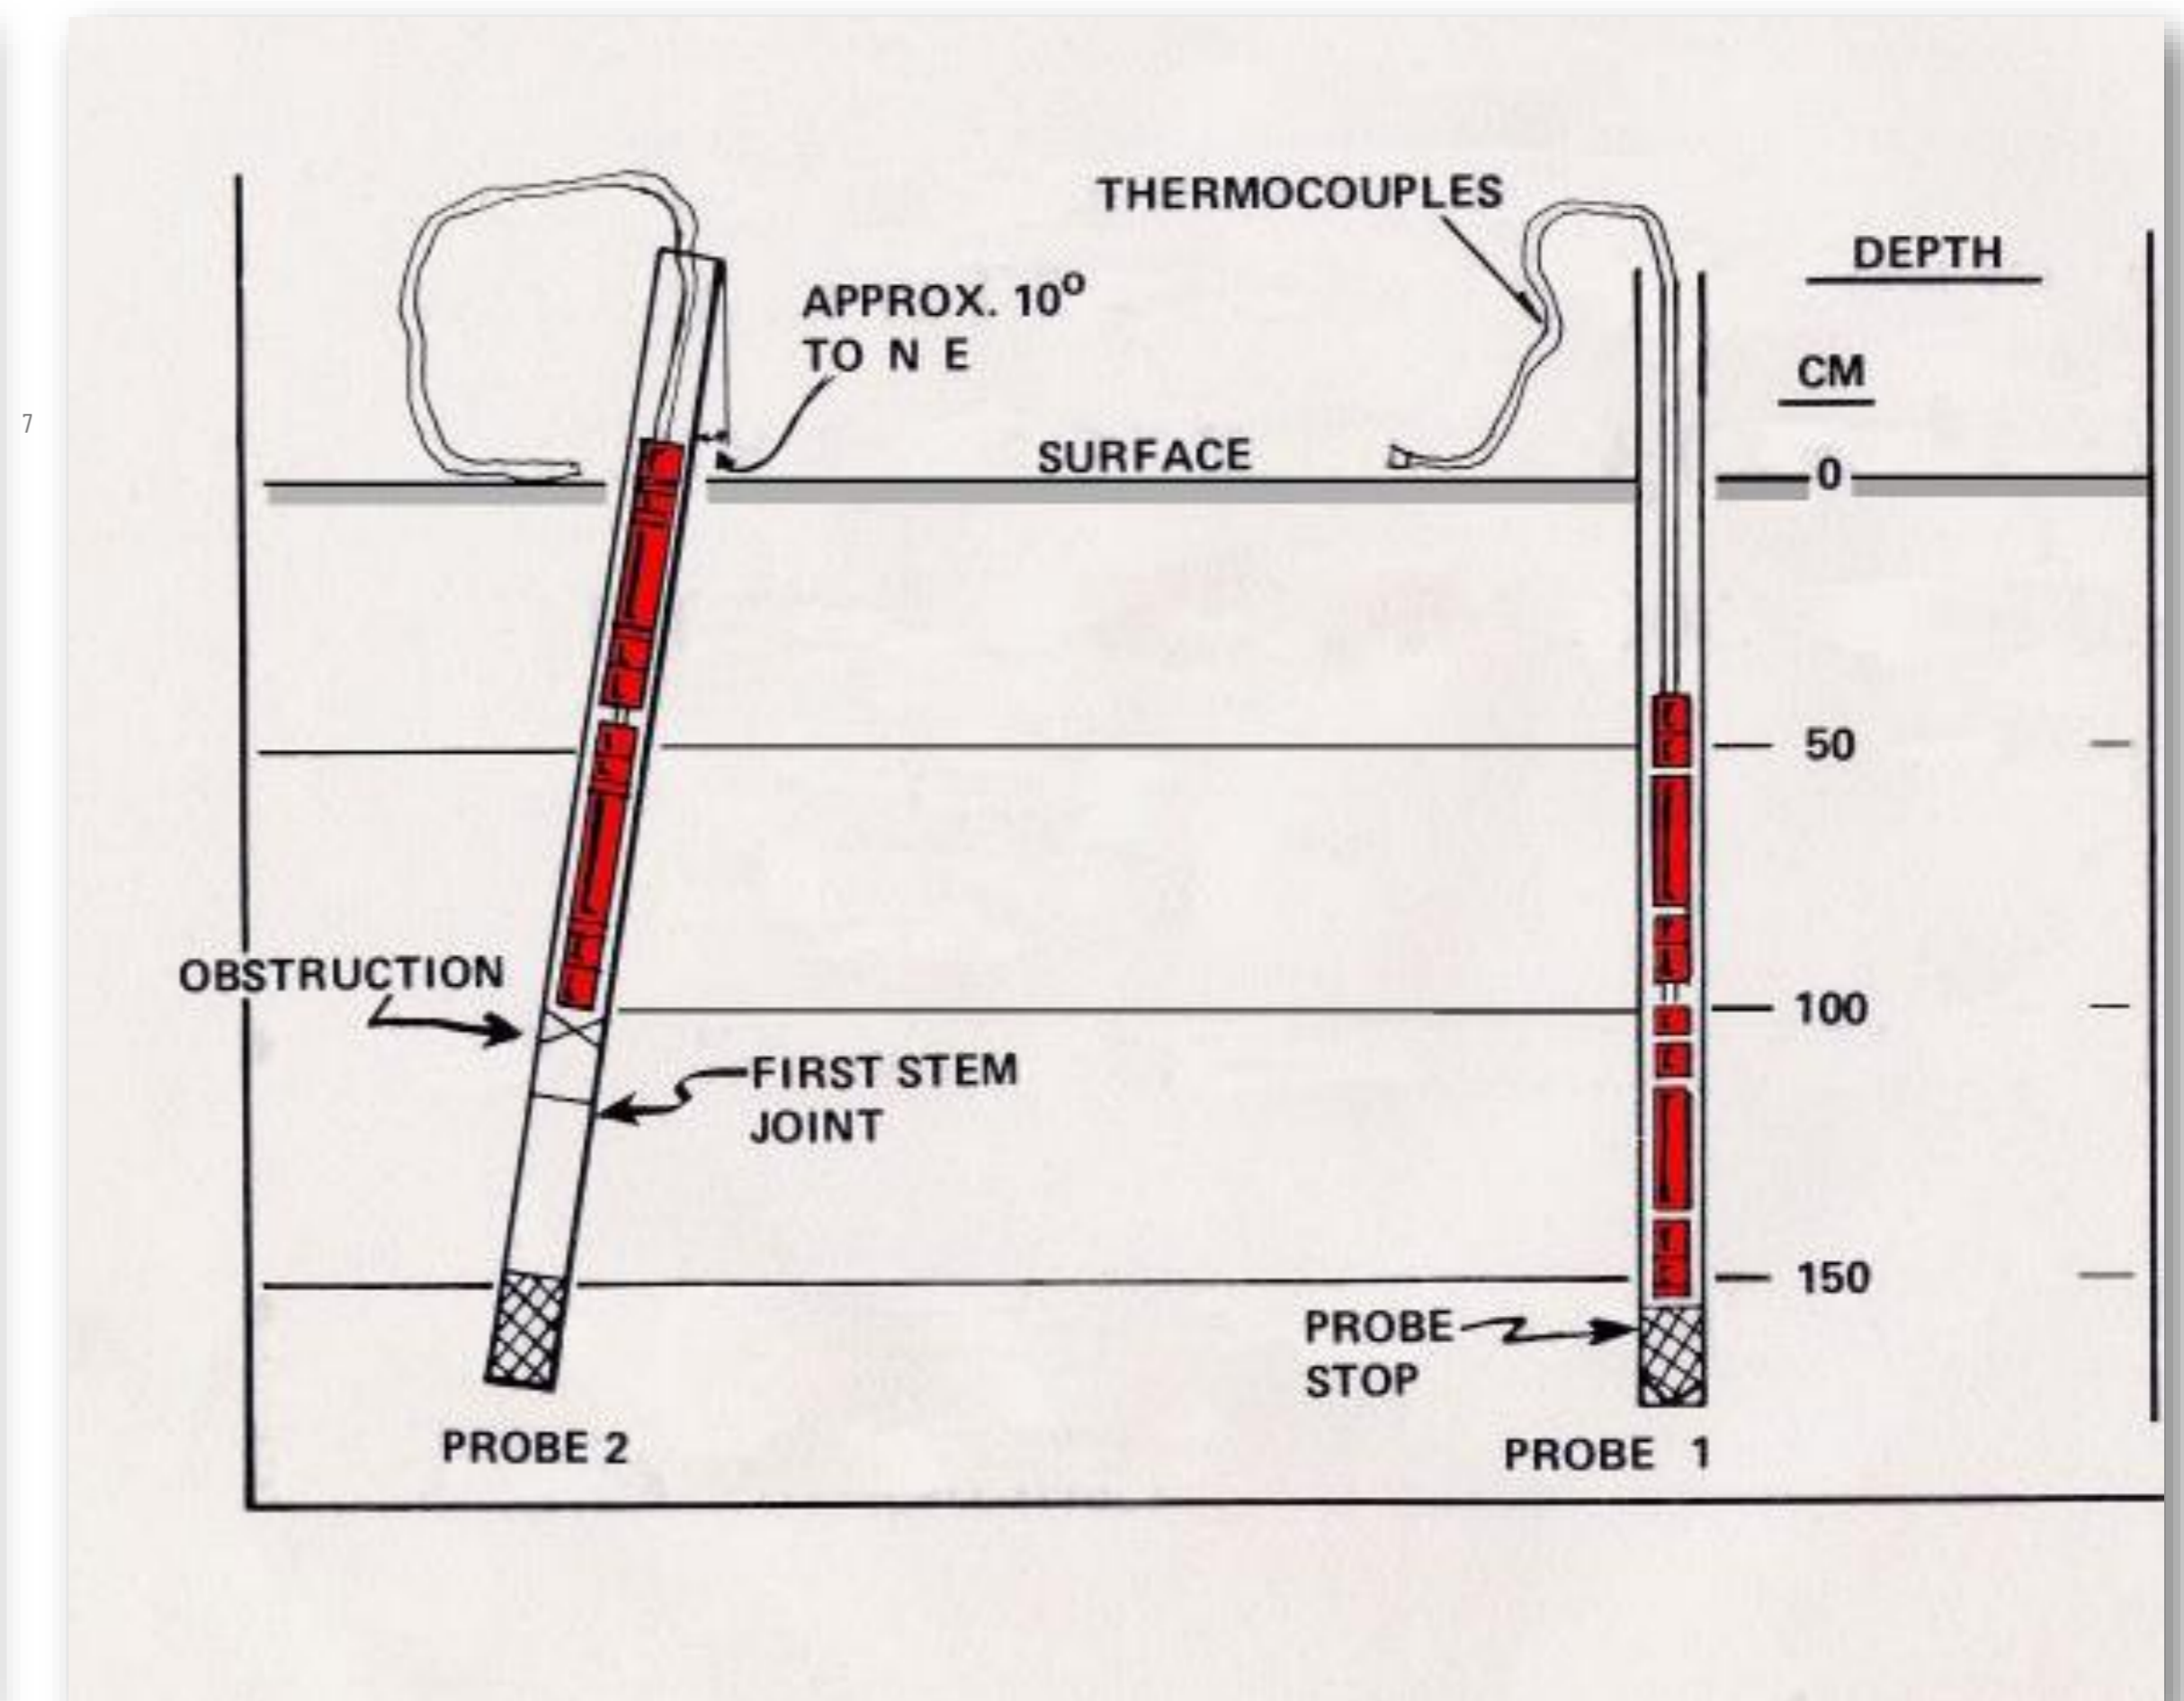 7
THERMOCOUPLES
DEPTH
APPROX. 10º
TO N E
CM
SURFACE
0
50
OBSTRUCTION
100
FIRST STEM
JOINT
150
PROBE
STOP
PROBE 2
PROBE 1